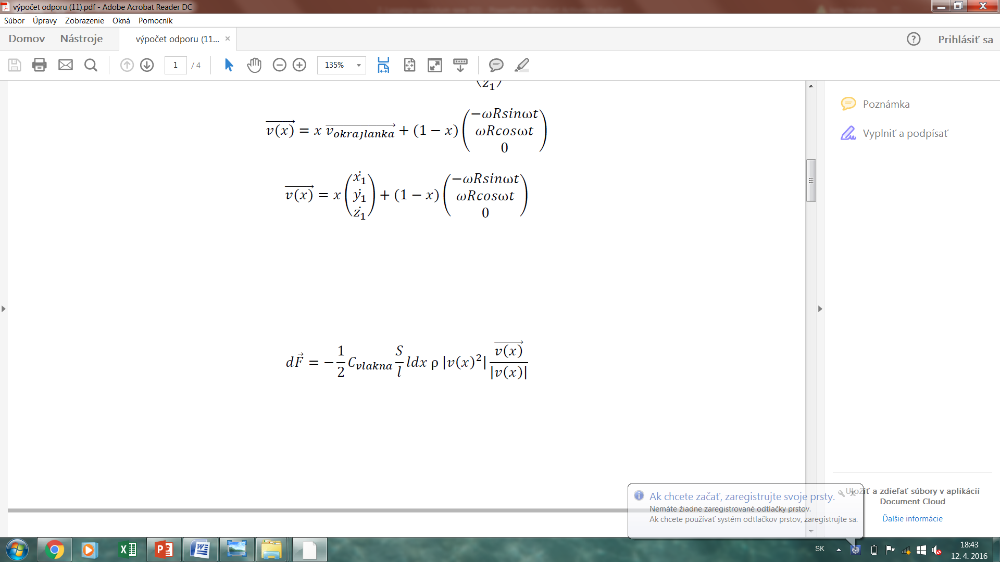 výpočet odporu (11).pdf - Adobe Acrobat Reader DC
Súbor Úpravy Zobrazenie Okná Pomocník
Domov Nástroje výpočet odporu (11... × Prihlásiť sa
1 / 4 135%
(z₁)
v(x)⃗ = x v_okrajlanka⃗ + (1 − x) (−ωRsinωt
ωRcosωt
0)
v(x)⃗ = x (ẋ₁ ẏ₁ ż₁) + (1 − x) (−ωRsinωt
ωRcosωt
0)
dF⃗ = −1/2 C_vlakna S/l ldx ρ |v(x)²| v(x)⃗/|v(x)|
Poznámka
Vyplniť a podpísať
a zdieľať súbory v aplikácii
Document Cloud
Ďalšie informácie
Ak chcete začať, zaregistrujte svoje prsty.
Nemáte žiadne zaregistrované odtlačky prstov.
Ak chcete používať systém odtlačkov prstov, zaregistrujte sa.
SK
18:43
12. 4. 2016